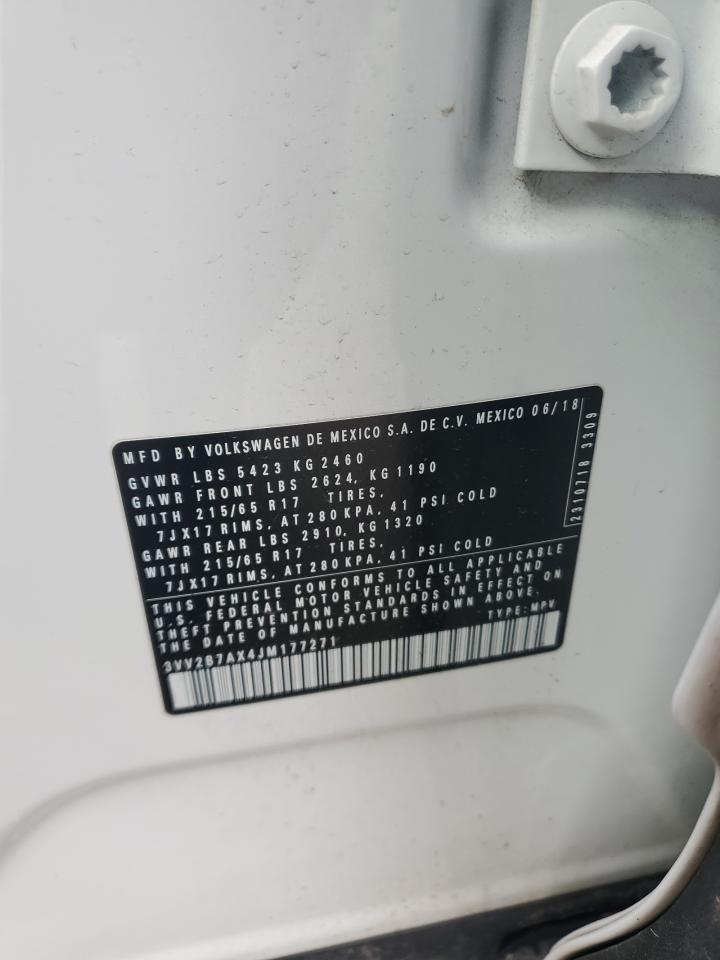 MFD BY VOLKSWAGEN DE MEXICO S.A. DE C.V. MEXICO 06/18
GVWR LBS 5423 KG 2460
GAWR FRONT LBS 2624, KG 1190
WITH 215/65 R17 TIRES,
7JX17 RIMS, AT 280 KPA, 41 PSI COLD
GAWR REAR LBS 2910, KG 1320
WITH 215/65 R17 TIRES,
7JX17 RIMS, AT 280 KPA, 41 PSI COLD
2310718 3309
THIS VEHICLE CONFORMS TO ALL APPLICABLE
U.S. FEDERAL MOTOR VEHICLE SAFETY AND
THEFT PREVENTION STANDARDS IN EFFECT ON
THE DATE OF MANUFACTURE SHOWN ABOVE.
3VV2B7AX4JM177271 TYPE: MPV